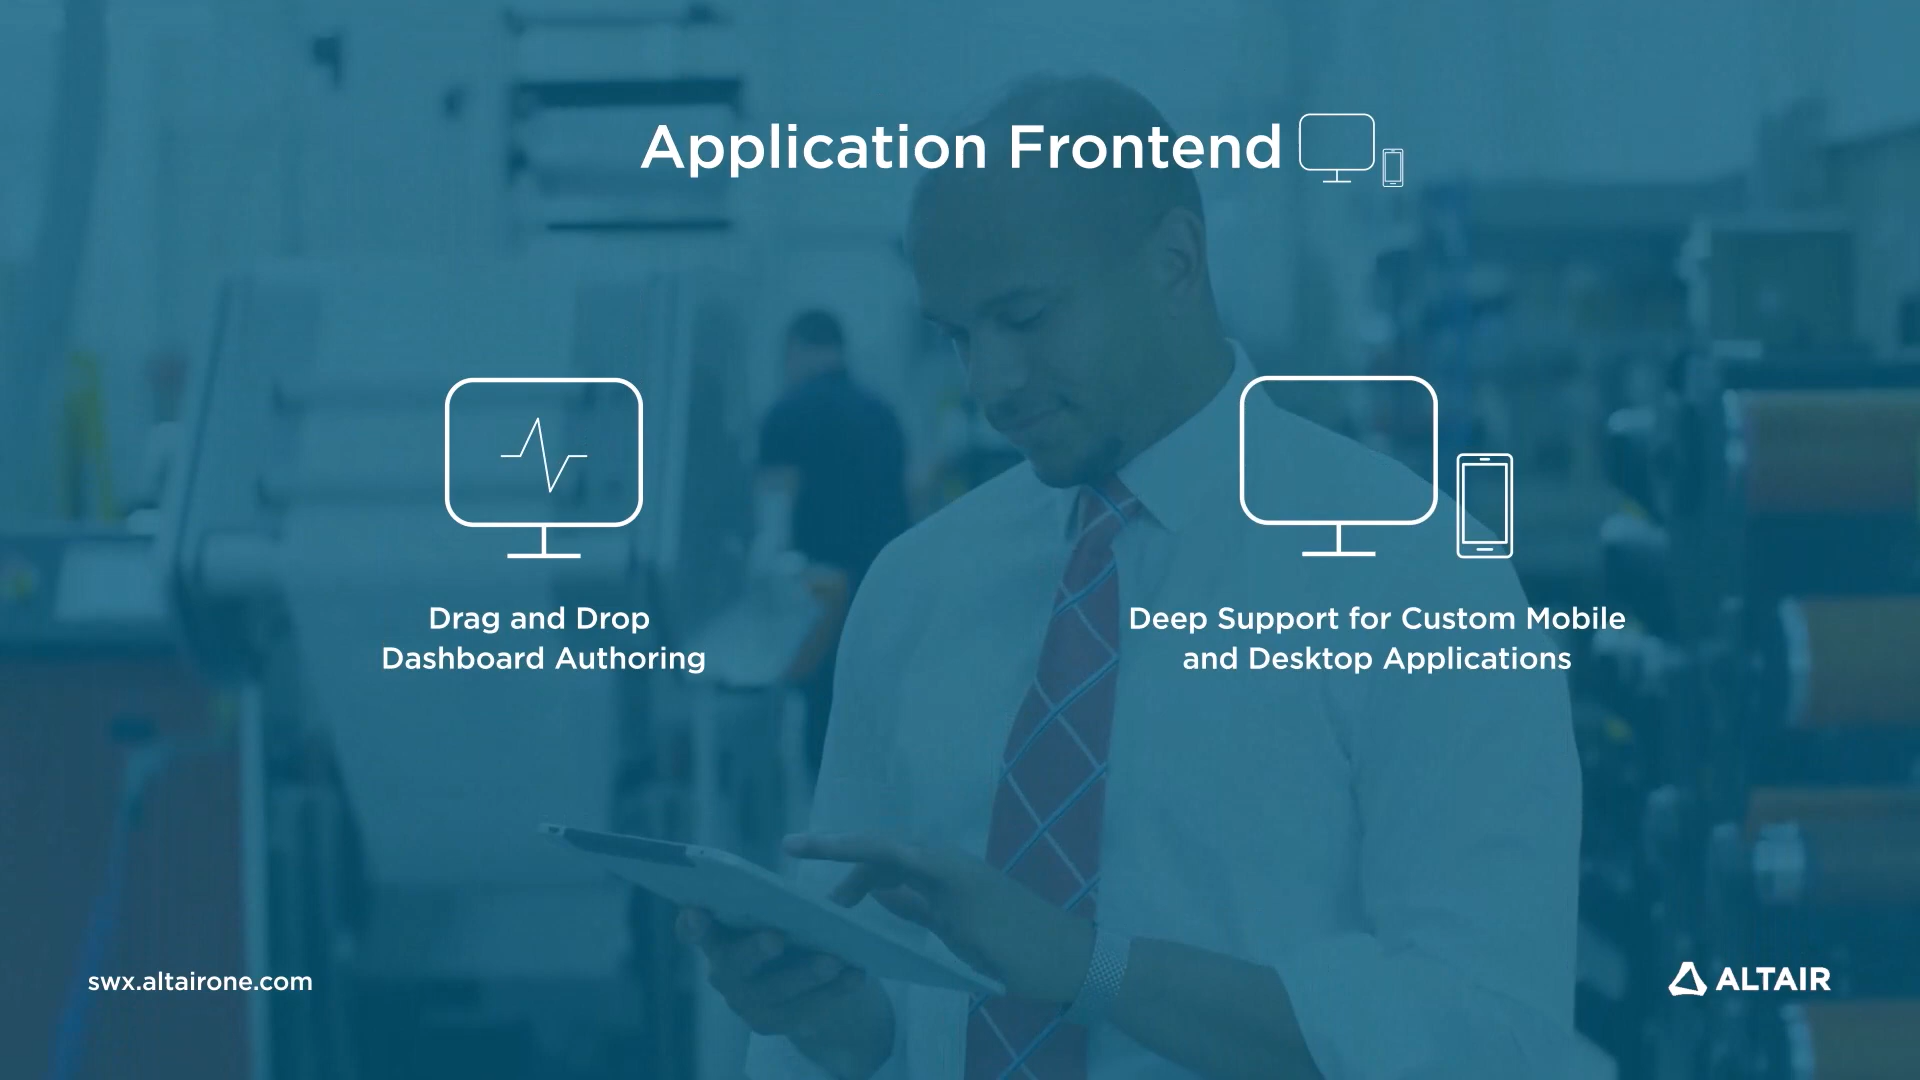 Application Frontend
Drag and Drop
Dashboard Authoring
Deep Support for Custom Mobile
and Desktop Applications
swx.altairone.com
ALTAIR